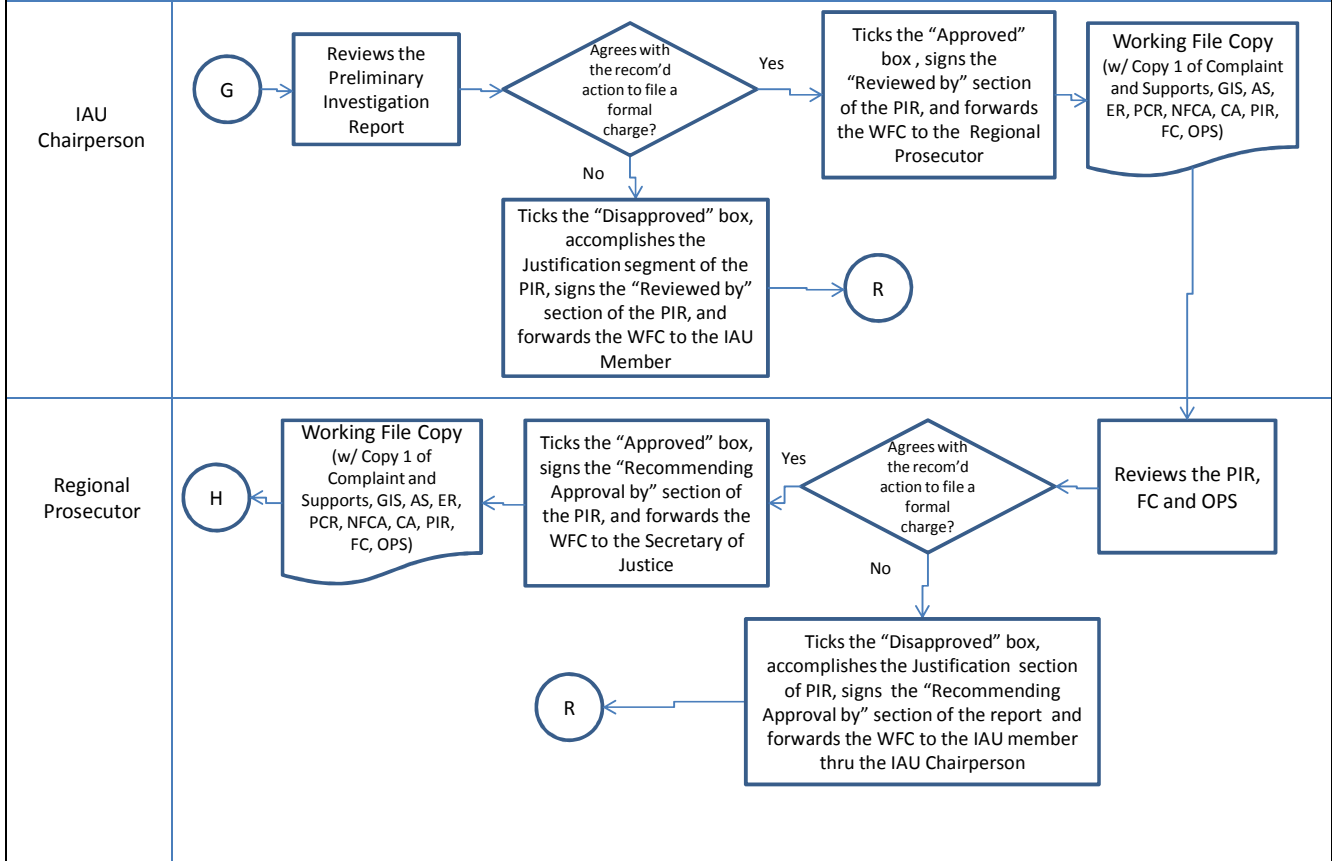 IAU
Chairperson
G
Reviews the
Preliminary
Investigation
Report
Agrees with
the recom’d
action to file a
formal
charge?
Yes
No
Ticks the “Approved”
box , signs the
“Reviewed by” section
of the PIR, and forwards
the WFC to the Regional
Prosecutor
Working File Copy
(w/ Copy 1 of Complaint
and Supports, GIS, AS,
ER, PCR, NFCA, CA, PIR,
FC, OPS)
Ticks the “Disapproved” box,
accomplishes the
Justification segment of the
PIR, signs the “Reviewed by”
section of the PIR, and
forwards the WFC to the IAU
Member
R
Regional
Prosecutor
H
Working File Copy
(w/ Copy 1 of
Complaint and
Supports, GIS, AS, ER,
PCR, NFCA, CA, PIR,
FC, OPS)
Ticks the “Approved” box,
signs the “Recommending
Approval by” section of
the PIR, and forwards the
WFC to the Secretary of
Justice
Yes
Agrees with
the recom’d
action to file a
formal
charge?
No
Reviews the PIR,
FC and OPS
Ticks the “Disapproved” box,
accomplishes the Justification section
of PIR, signs the “Recommending
Approval by” section of the report and
forwards the WFC to the IAU member
thru the IAU Chairperson
R